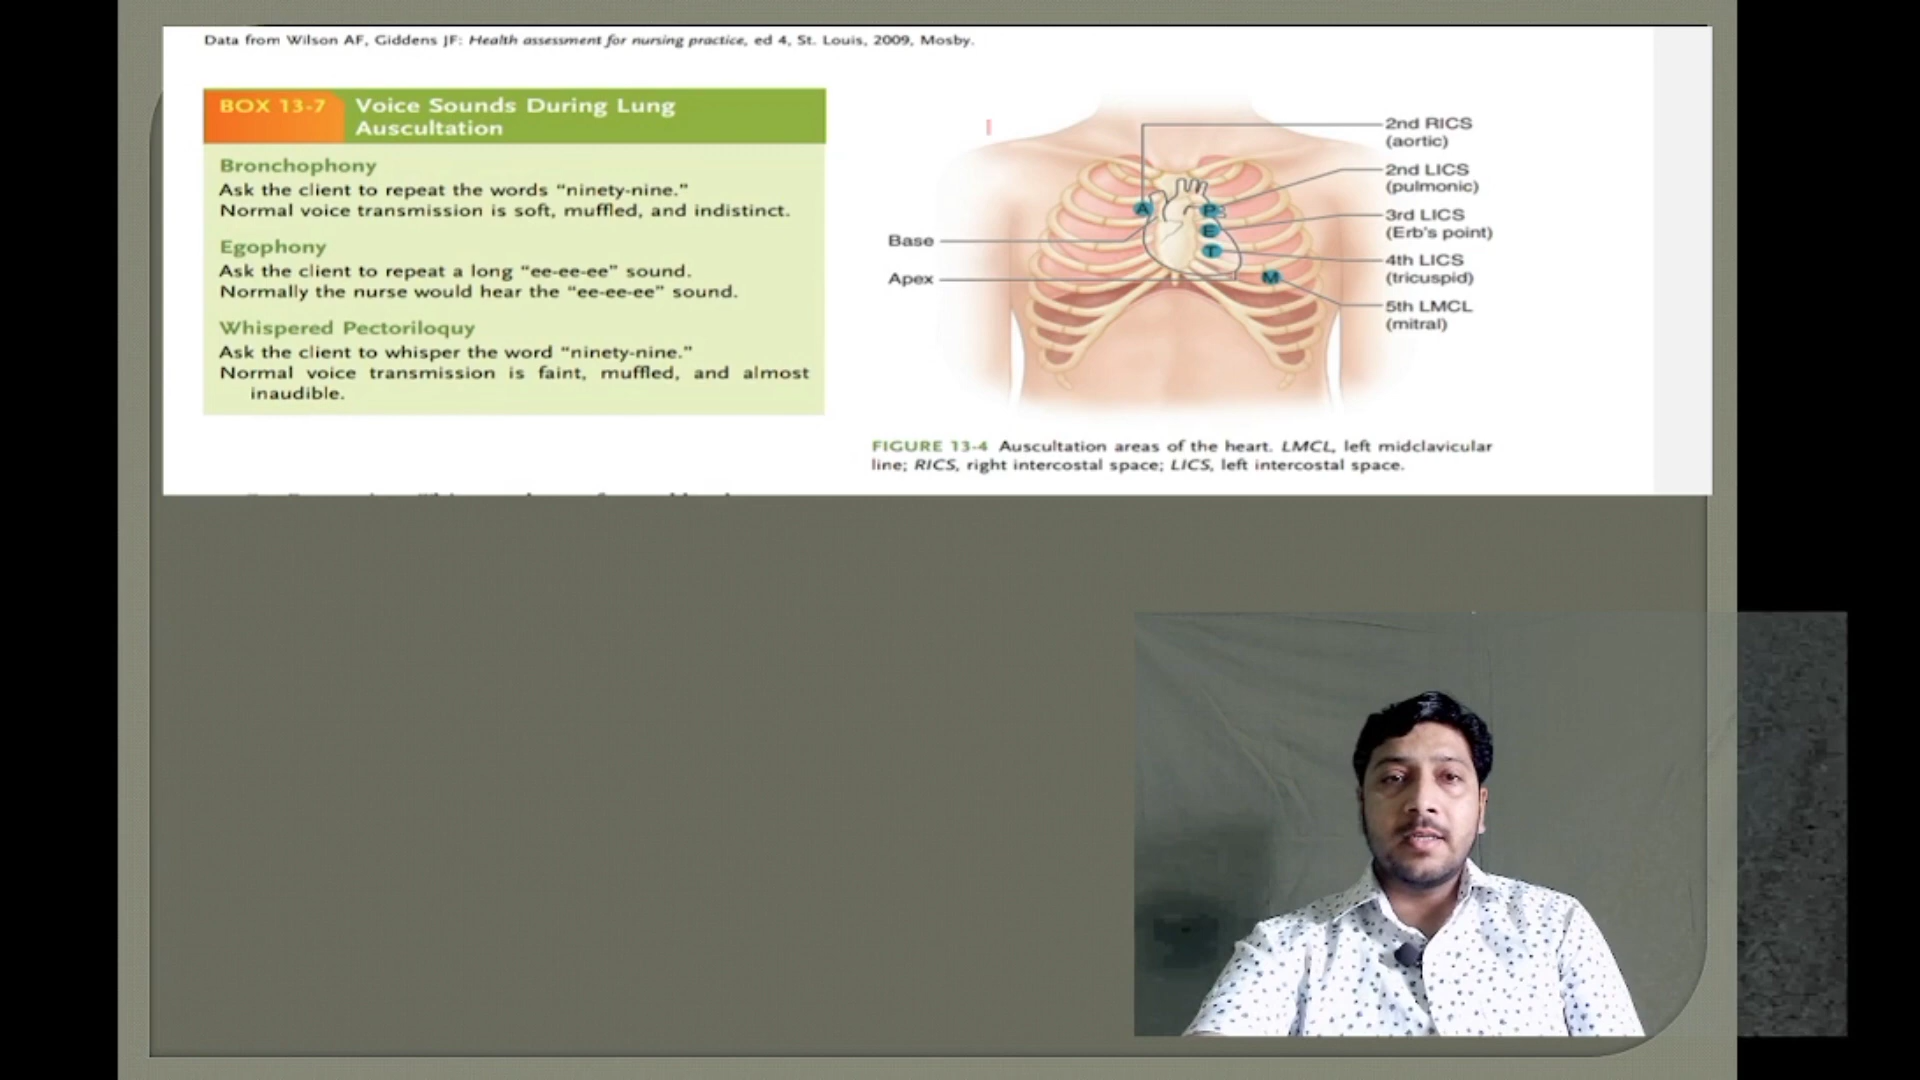 Data from Wilson AF, Giddens JF: Health assessment for nursing practice, ed 4, St. Louis, 2009, Mosby.
BOX 13-7 Voice Sounds During Lung
Auscultation
Bronchophony
Ask the client to repeat the words “ninety-nine.”
Normal voice transmission is soft, muffled, and indistinct.
Egophony
Ask the client to repeat a long “ee-ee-ee” sound.
Normally the nurse would hear the “ee-ee-ee” sound.
Whispered Pectoriloquy
Ask the client to whisper the word “ninety-nine.”
Normal voice transmission is faint, muffled, and almost
inaudible.
2nd RICS
(aortic)
2nd LICS
(pulmonic)
3rd LICS
(Erb's point)
4th LICS
(tricuspid)
5th LMCL
(mitral)
Base
Apex
A
P
E
T
M
FIGURE 13-4 Auscultation areas of the heart. LMCL, left midclavicular
line; RICS, right intercostal space; LICS, left intercostal space.